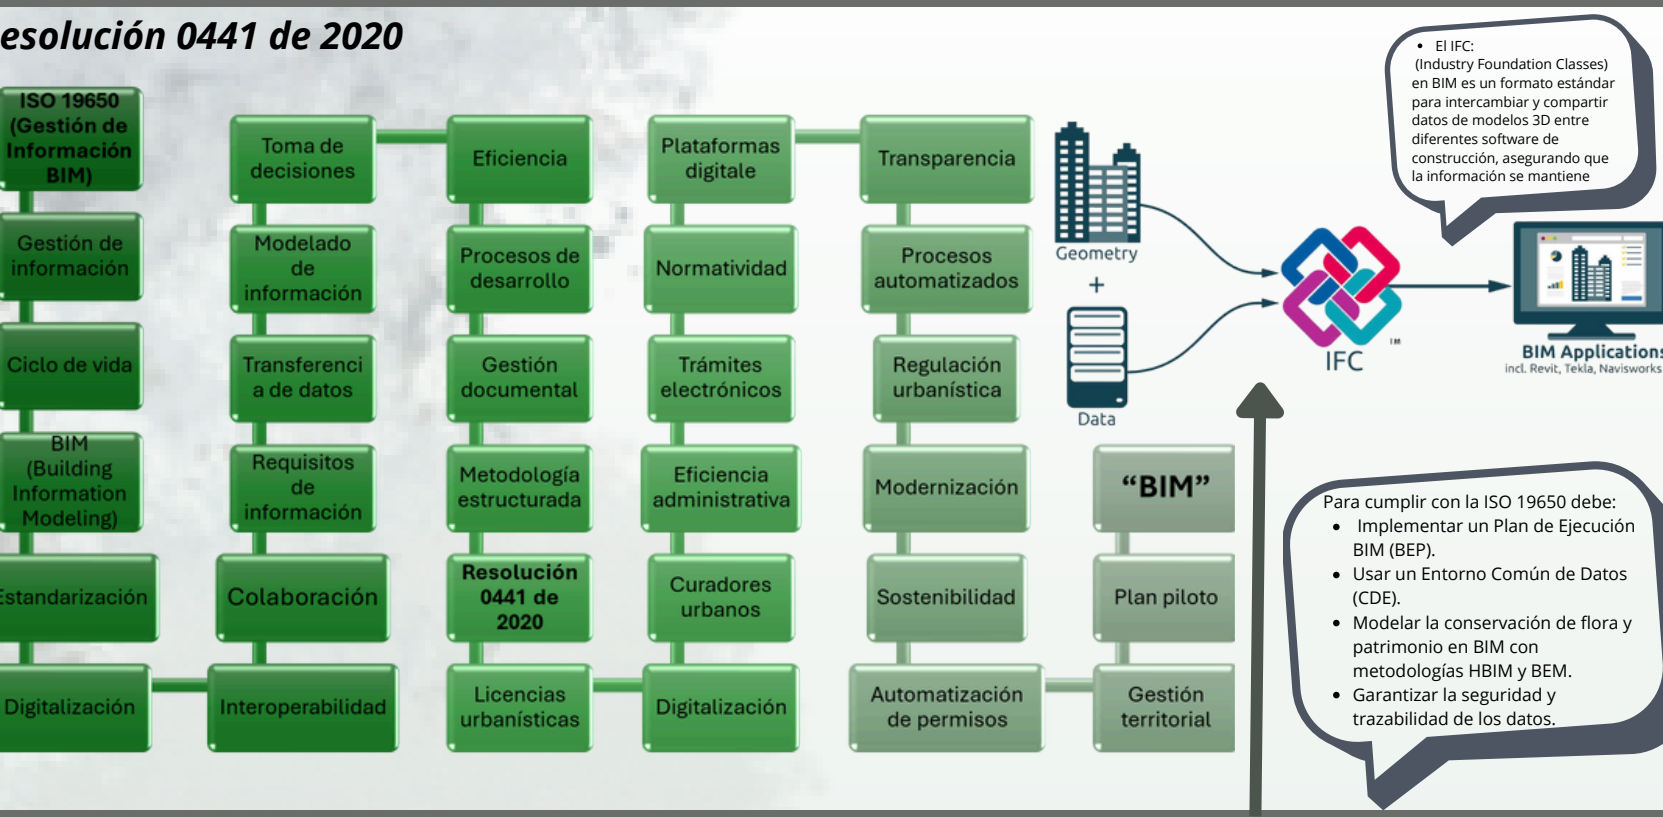 esolución 0441 de 2020
ISO 19650
(Gestión de
Información
BIM)
Gestión de
información
Ciclo de vida
BIM
(Building
Information
Modeling)
Estandarización
Digitalización
Interoperabilidad
Colaboración
Requisitos
de
información
Transferenci
a de datos
Modelado
de
información
Toma de
decisiones
Eficiencia
Procesos de
desarrollo
Gestión
documental
Metodología
estructurada
Resolución
0441 de
2020
Licencias
urbanísticas
Digitalización
Curadores
urbanos
Eficiencia
administrativa
Trámites
electrónicos
Normatividad
Plataformas
digitale
Transparencia
Procesos
automatizados
Regulación
urbanística
Modernización
Sostenibilidad
Automatización
de permisos
Gestión
territorial
Plan piloto
“BIM”
Geometry
+
Data
IFC
TM
BIM Applications
incl. Revit, Tekla, Navisworks
• El IFC:
(Industry Foundation Classes)
en BIM es un formato estándar
para intercambiar y compartir
datos de modelos 3D entre
diferentes software de
construcción, asegurando que
la información se mantiene
Para cumplir con la ISO 19650 debe:
• Implementar un Plan de Ejecución
BIM (BEP).
• Usar un Entorno Común de Datos
(CDE).
• Modelar la conservación de flora y
patrimonio en BIM con
metodologías HBIM y BEM.
• Garantizar la seguridad y
trazabilidad de los datos.